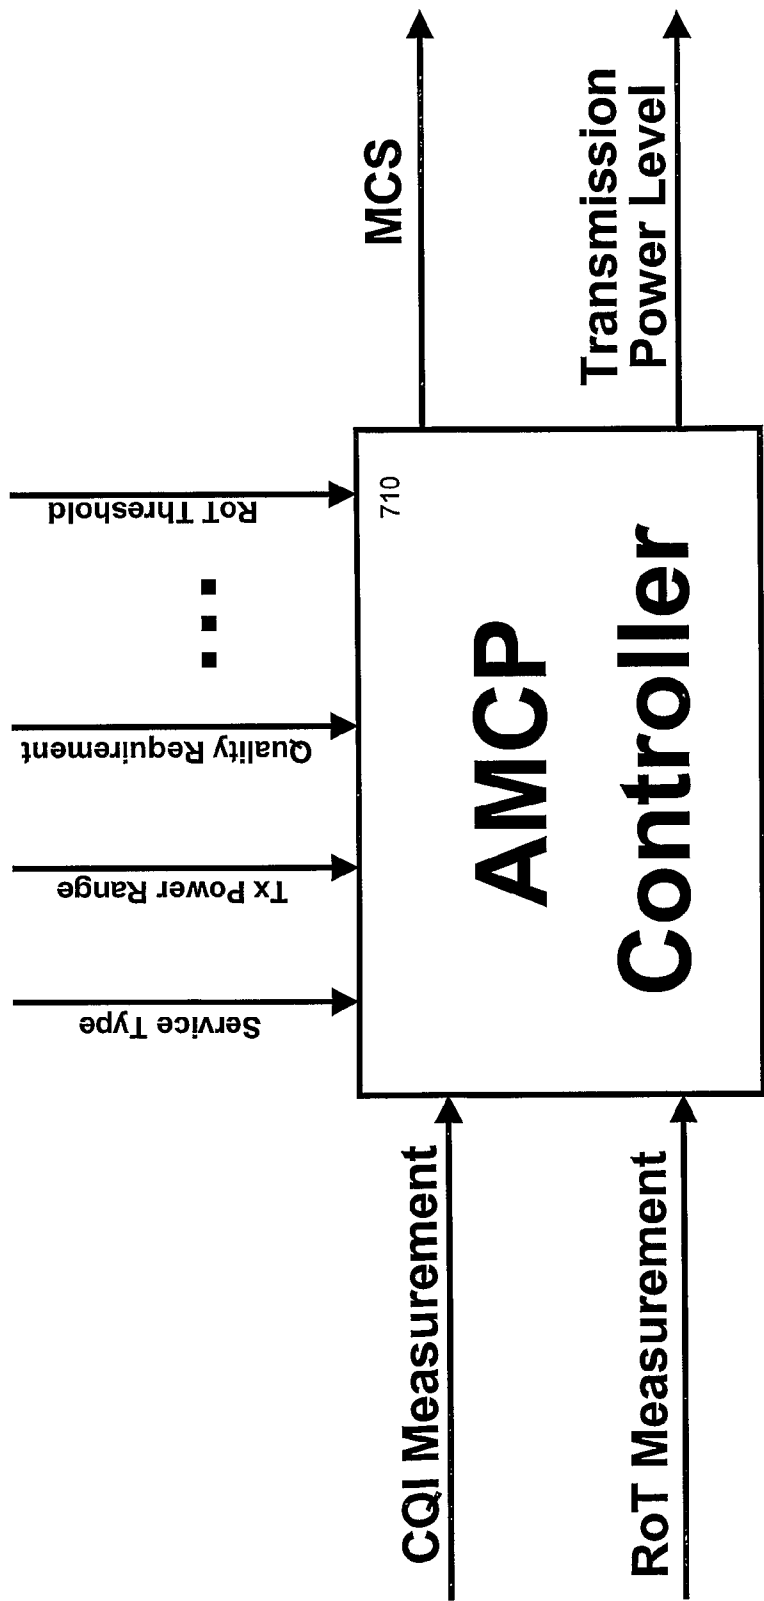 Service Type
Tx Power Range
Quality Requirement
...
RoT Threshold
CQI Measurement
RoT Measurement
710
AMCP
Controller
MCS
Transmission
Power Level